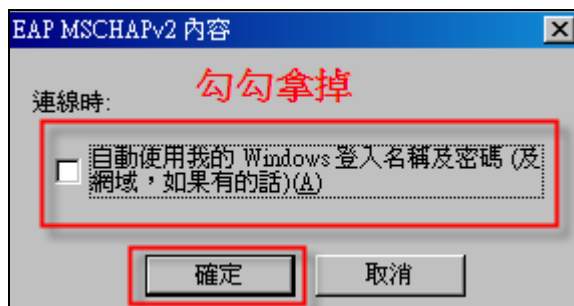 EAP MSCHAPv2 內容
勾勾拿掉
連線時:
自動使用我的 Windows 登入名稱及密碼 (及
網域，如果有的話)(A)
確定
取消